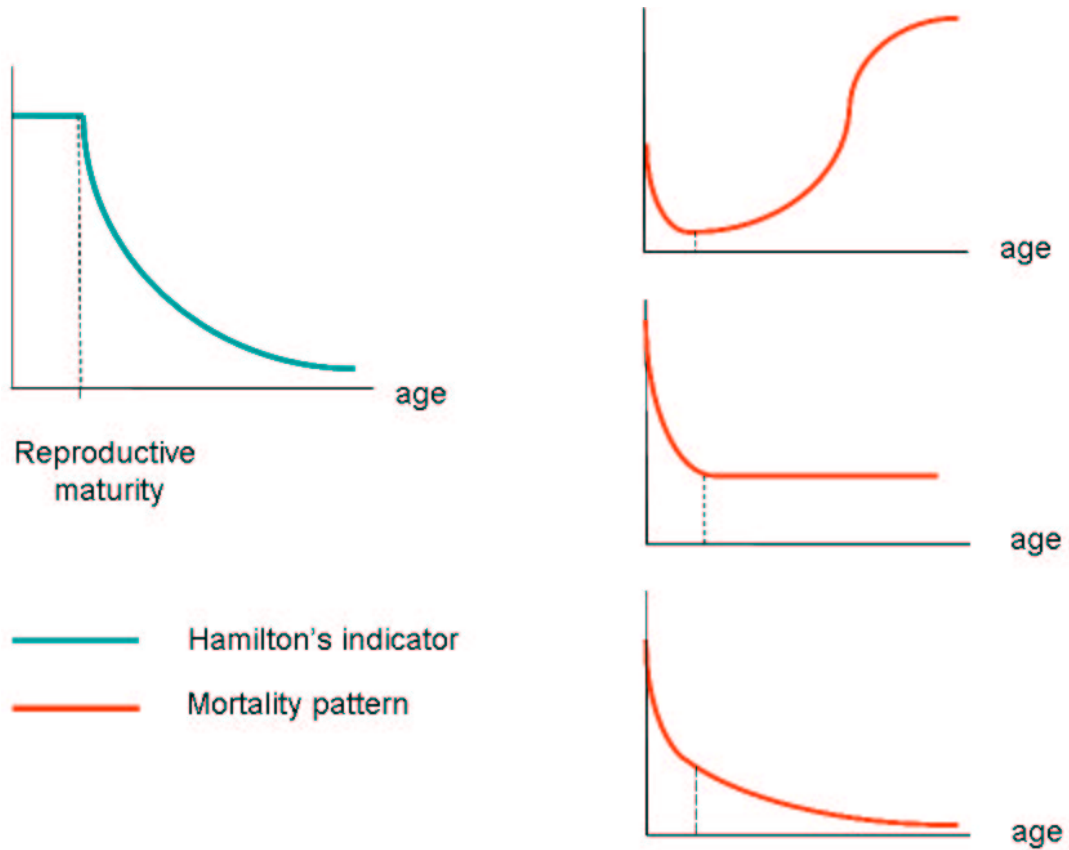 age
Reproductive
maturity
Hamilton's indicator
Mortality pattern
age
age
age